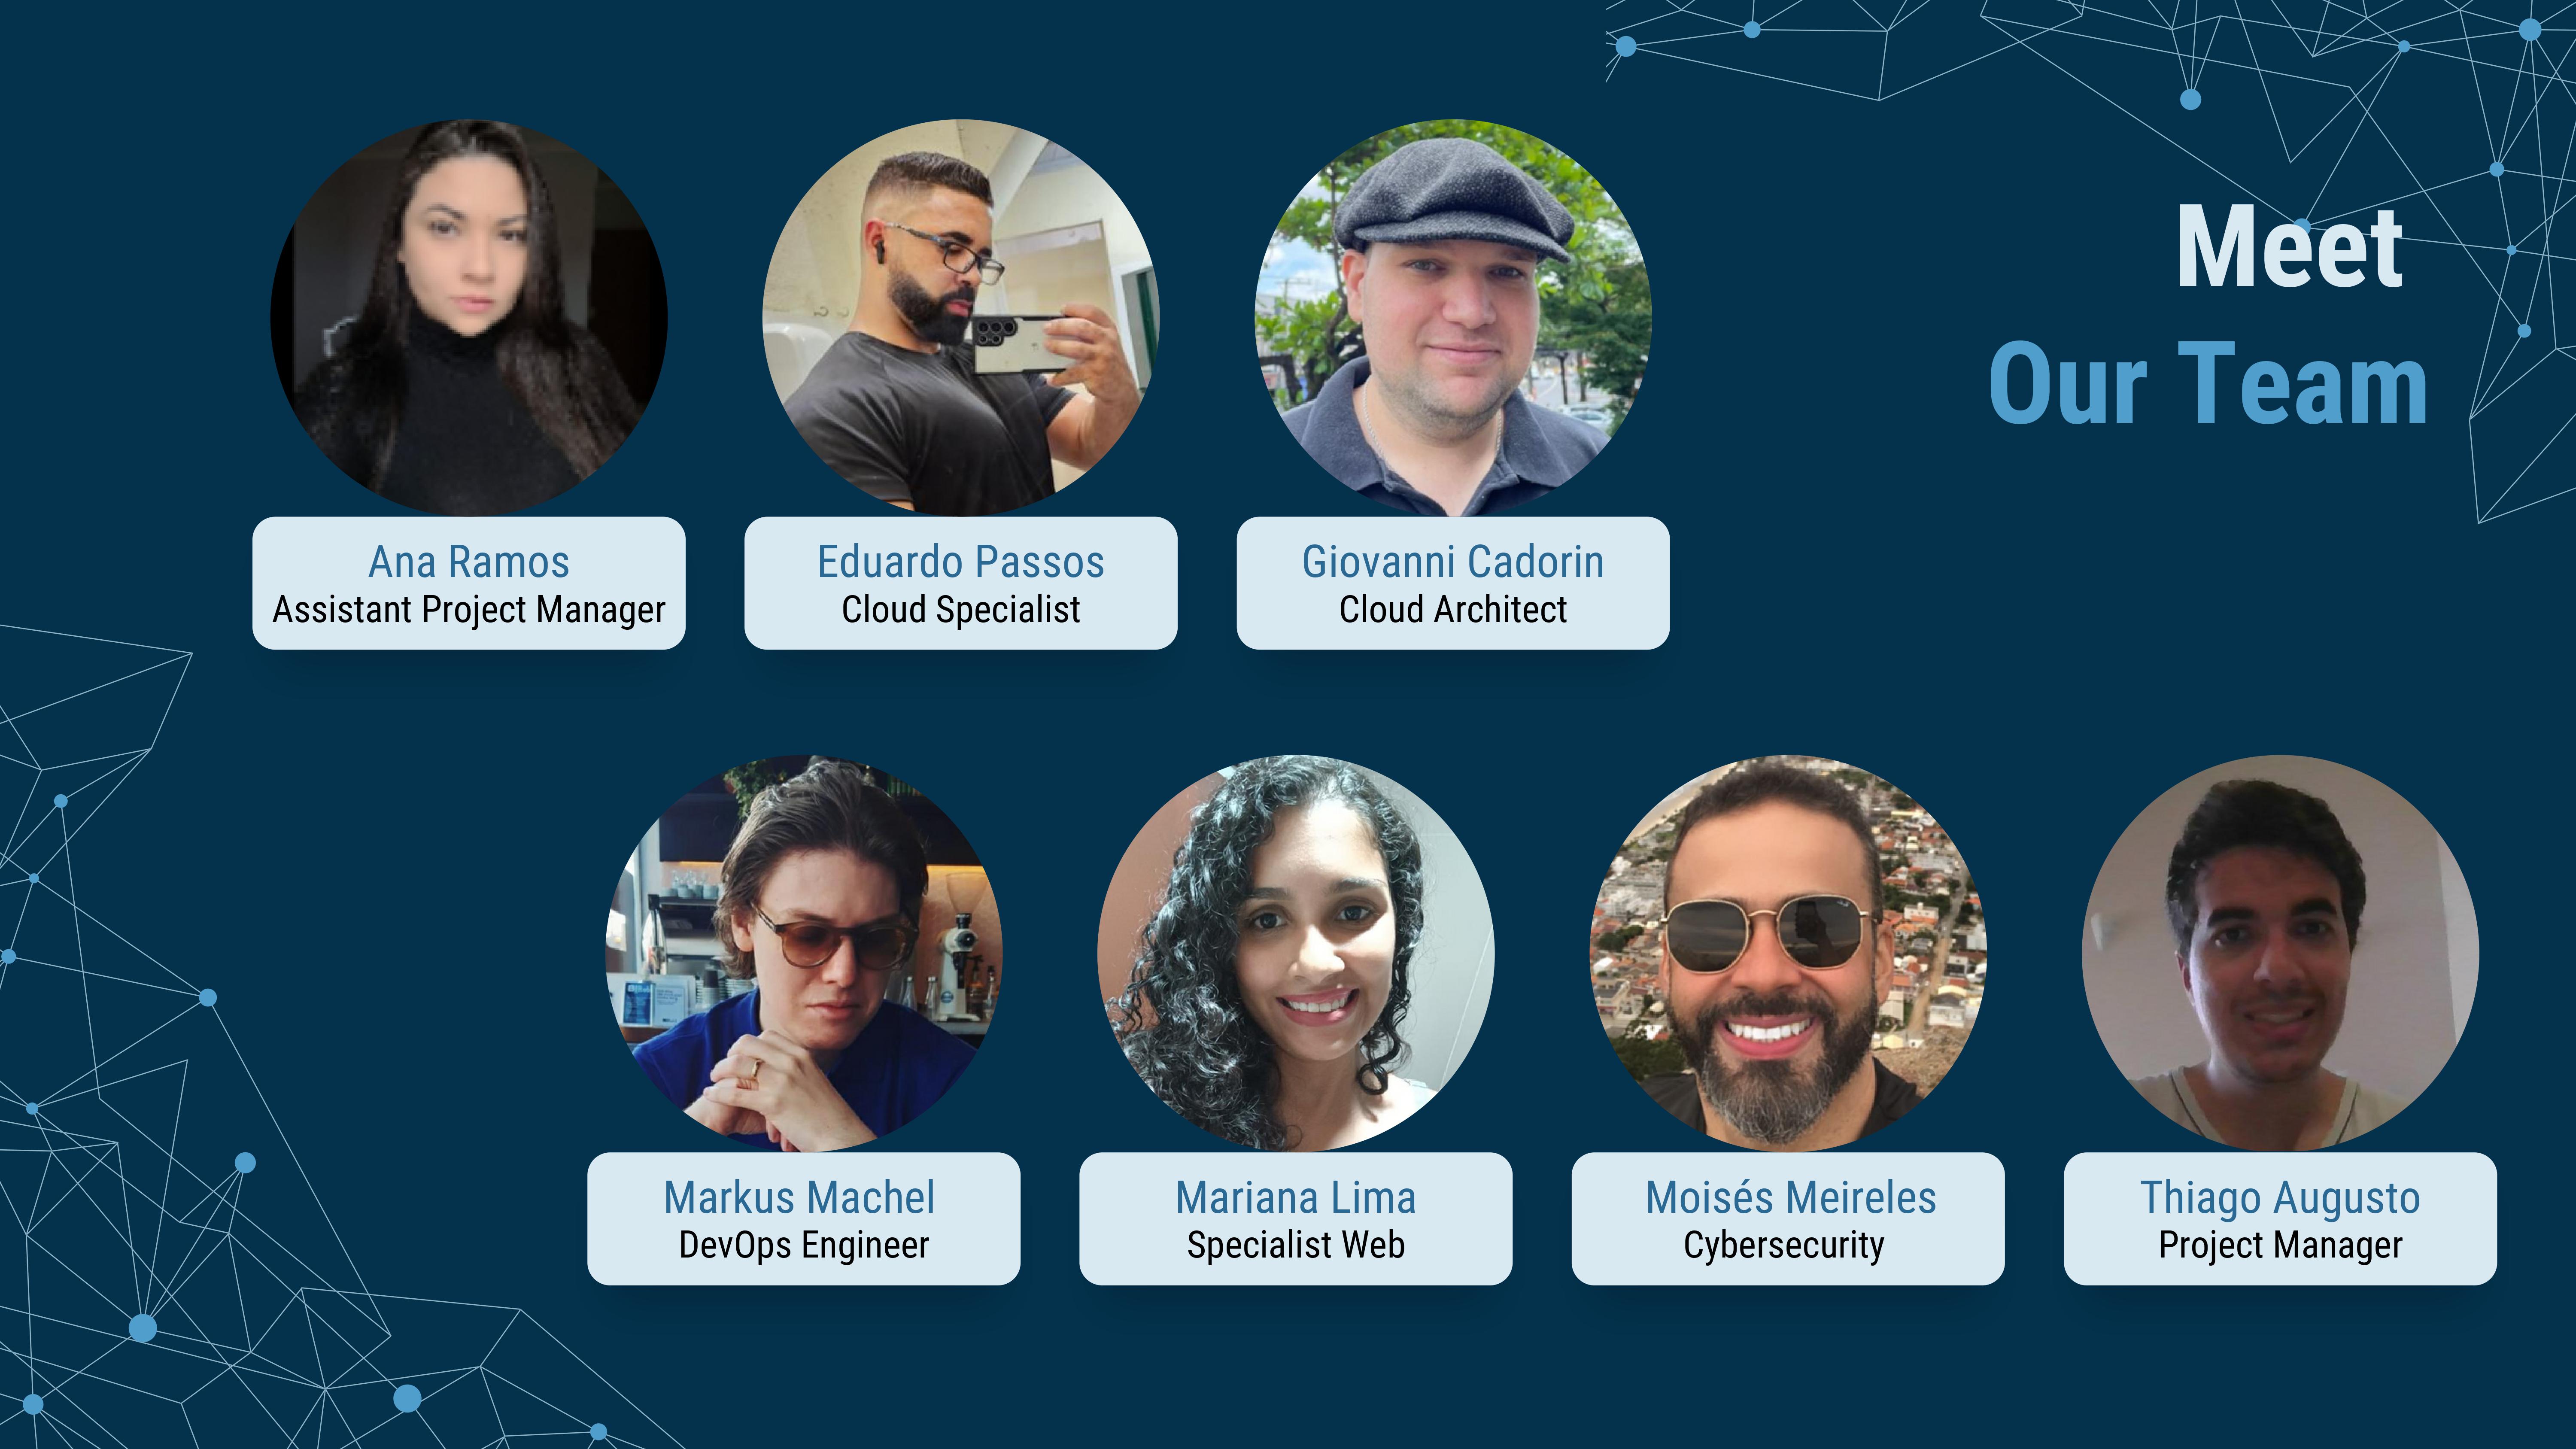 Meet
Our Team
Ana Ramos
Assistant Project Manager
Eduardo Passos
Cloud Specialist
Giovanni Cadorin
Cloud Architect
Markus Machel
DevOps Engineer
Mariana Lima
Specialist Web
Moisés Meireles
Cybersecurity
Thiago Augusto
Project Manager